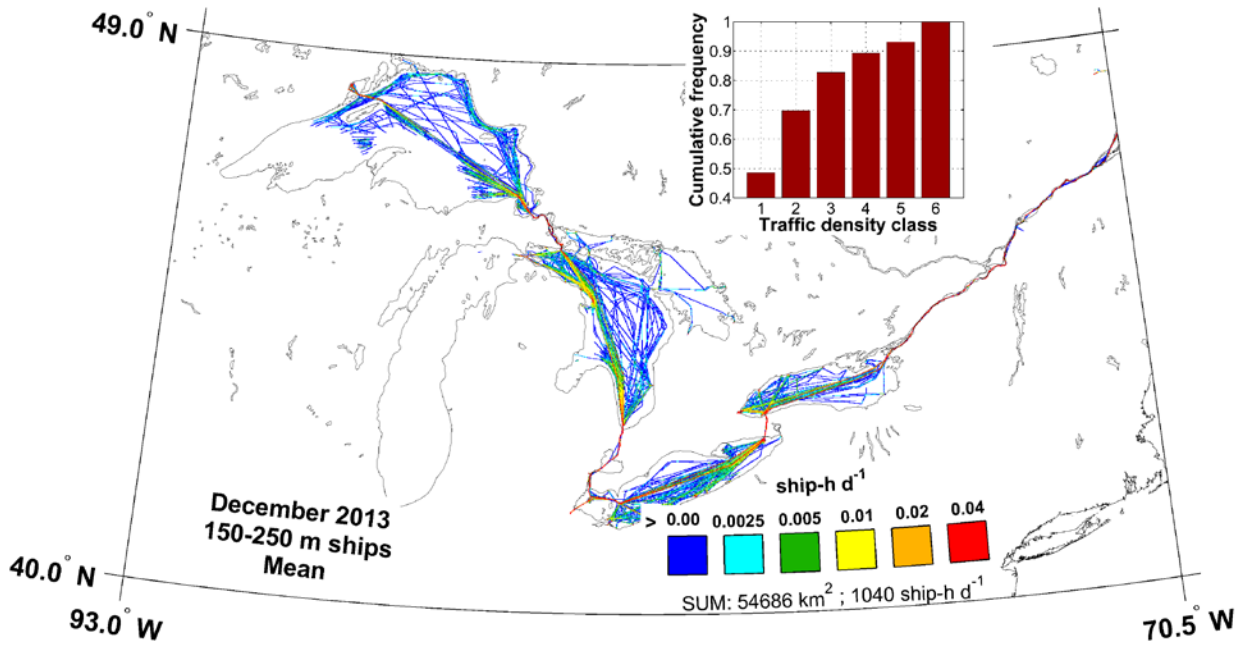 49.0° N
Cumulative frequency
1
0.9
0.8
0.7
0.6
0.5
0.4
1 2 3 4 5 6
Traffic density class
December 2013
150-250 m ships
Mean
ship-h d⁻¹
> 0.00 0.0025 0.005 0.01 0.02 0.04
SUM: 54686 km² ; 1040 ship-h d⁻¹
40.0° N
93.0° W
70.5° W